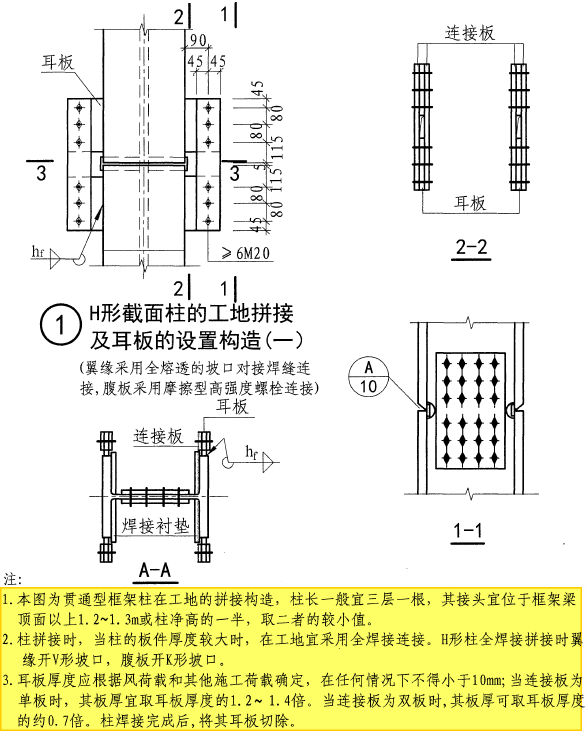 2 1
90
45 45
耳板
45
80
80
115
5
115
80
80
45
3 3
hf
≥6M20
2 1
连接板
耳板
2-2
1 H形截面柱的工地拼接
及耳板的设置构造(一)
(翼缘采用全熔透的坡口对接焊缝连
接,腹板采用摩擦型高强度螺栓连接)
A
10
1-1
耳板
连接板
hf
焊接衬垫
A-A
注:
1.本图为贯通型框架柱在工地的拼接构造，柱长一般宜三层一根，其接头宜位于框架梁
顶面以上1.2~1.3m或柱净高的一半，取二者的较小值。
2.柱拼接时，当柱的板件厚度较大时，在工地宜采用全焊接连接。H形柱全焊接拼接时翼
缘开V形坡口，腹板开K形坡口。
3.耳板厚度应根据风荷载和其他施工荷载确定，在任何情况下不得小于10mm;当连接板为
单板时，其板厚宜取耳板厚度的1.2~1.4倍。当连接板为双板时,其板厚可取耳板厚度
的约0.7倍。柱焊接完成后,将其耳板切除。